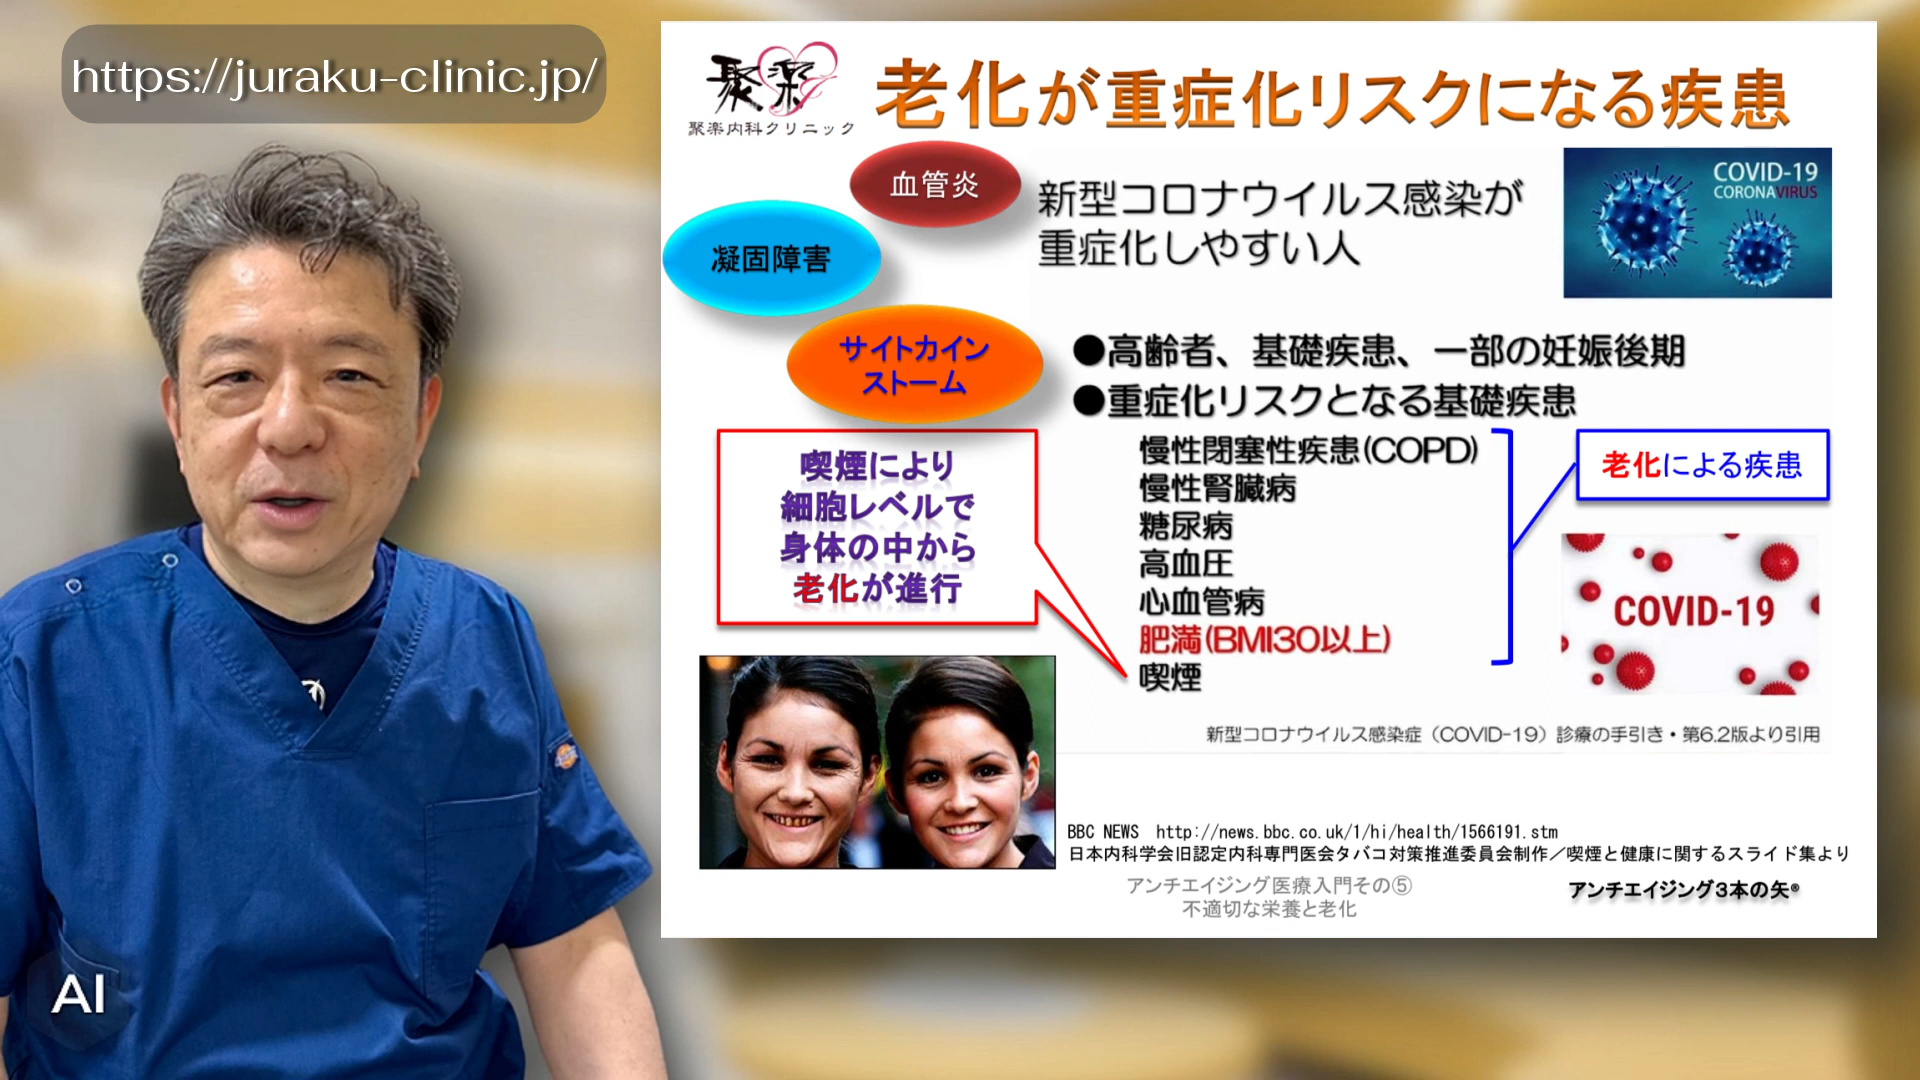 https://juraku-clinic.jp/
聚楽
聚楽内科クリニック
老化が重症化リスクになる疾患
血管炎
凝固障害
サイトカイン
ストーム
新型コロナウイルス感染が
重症化しやすい人
COVID-19
CORONAVIRUS
●高齢者、基礎疾患、一部の妊娠後期
●重症化リスクとなる基礎疾患
慢性閉塞性疾患(COPD)
慢性腎臓病
糖尿病
高血圧
心血管病
肥満(BMI30以上)
喫煙
老化による疾患
喫煙により
細胞レベルで
身体の中から
老化が進行
COVID-19
新型コロナウイルス感染症（COVID-19）診療の手引き・第6.2版より引用
BBC NEWS http://news.bbc.co.uk/1/hi/health/1566191.stm
日本内科学会旧認定内科専門医会タバコ対策推進委員会制作／喫煙と健康に関するスライド集より
アンチエイジング医療入門その⑤
不適切な栄養と老化
アンチエイジング3本の矢®
AI